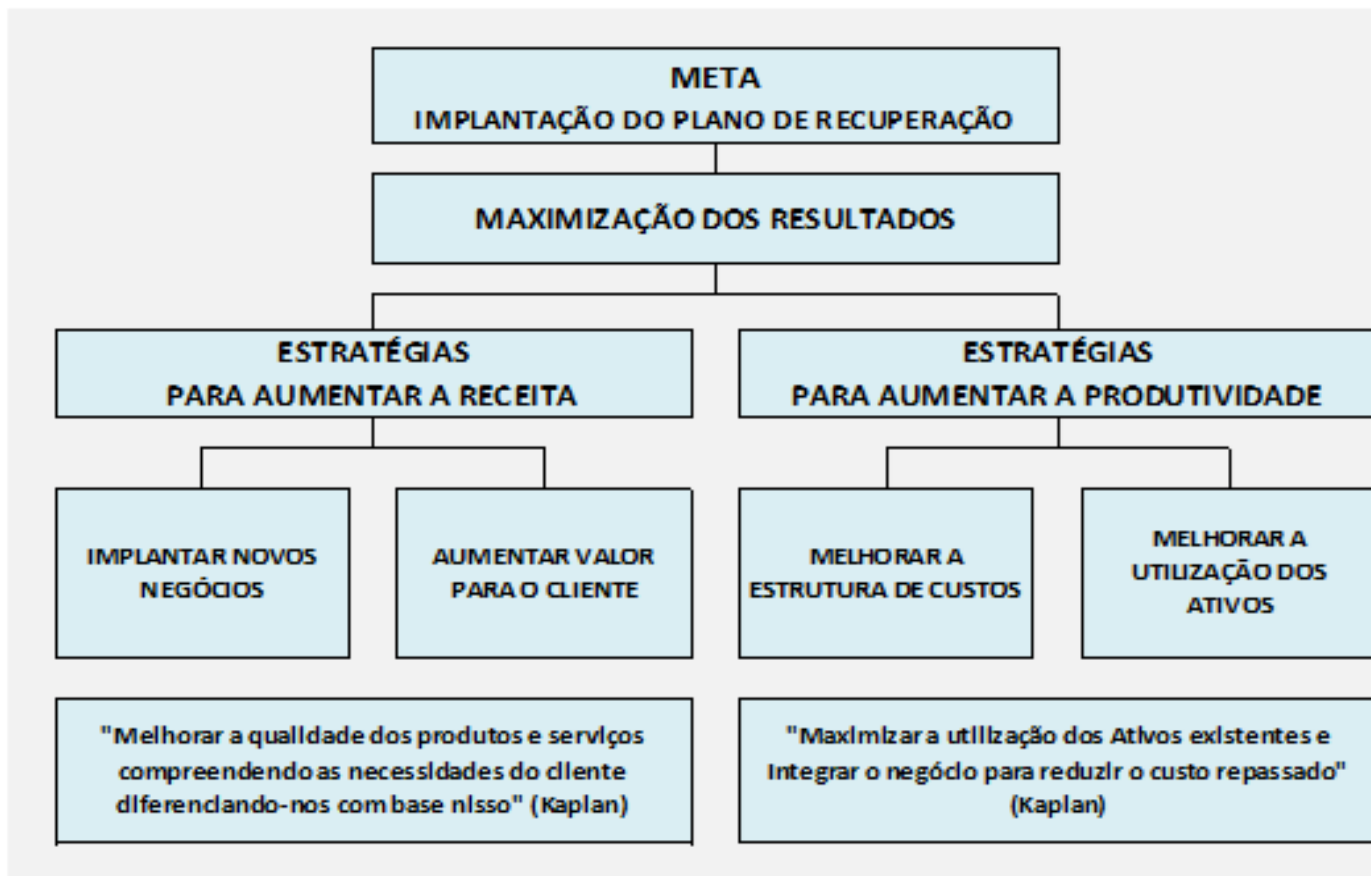 META
IMPLANTAÇÃO DO PLANO DE RECUPERAÇÃO
MAXIMIZAÇÃO DOS RESULTADOS
ESTRATÉGIAS
PARA AUMENTAR A RECEITA
ESTRATÉGIAS
PARA AUMENTAR A PRODUTIVIDADE
IMPLANTAR NOVOS
NEGÓCIOS
AUMENTAR VALOR
PARA O CLIENTE
MELHORAR A
ESTRUTURA DE CUSTOS
MELHORAR A
UTILIZAÇÃO DOS
ATIVOS
"Melhorar a qualidade dos produtos e serviços
compreendendo as necessidades do cliente
diferenciando-nos com base nisso" (Kaplan)
"Maximizar a utilização dos Ativos existentes e
Integrar o negócio para reduzir o custo repassado"
(Kaplan)